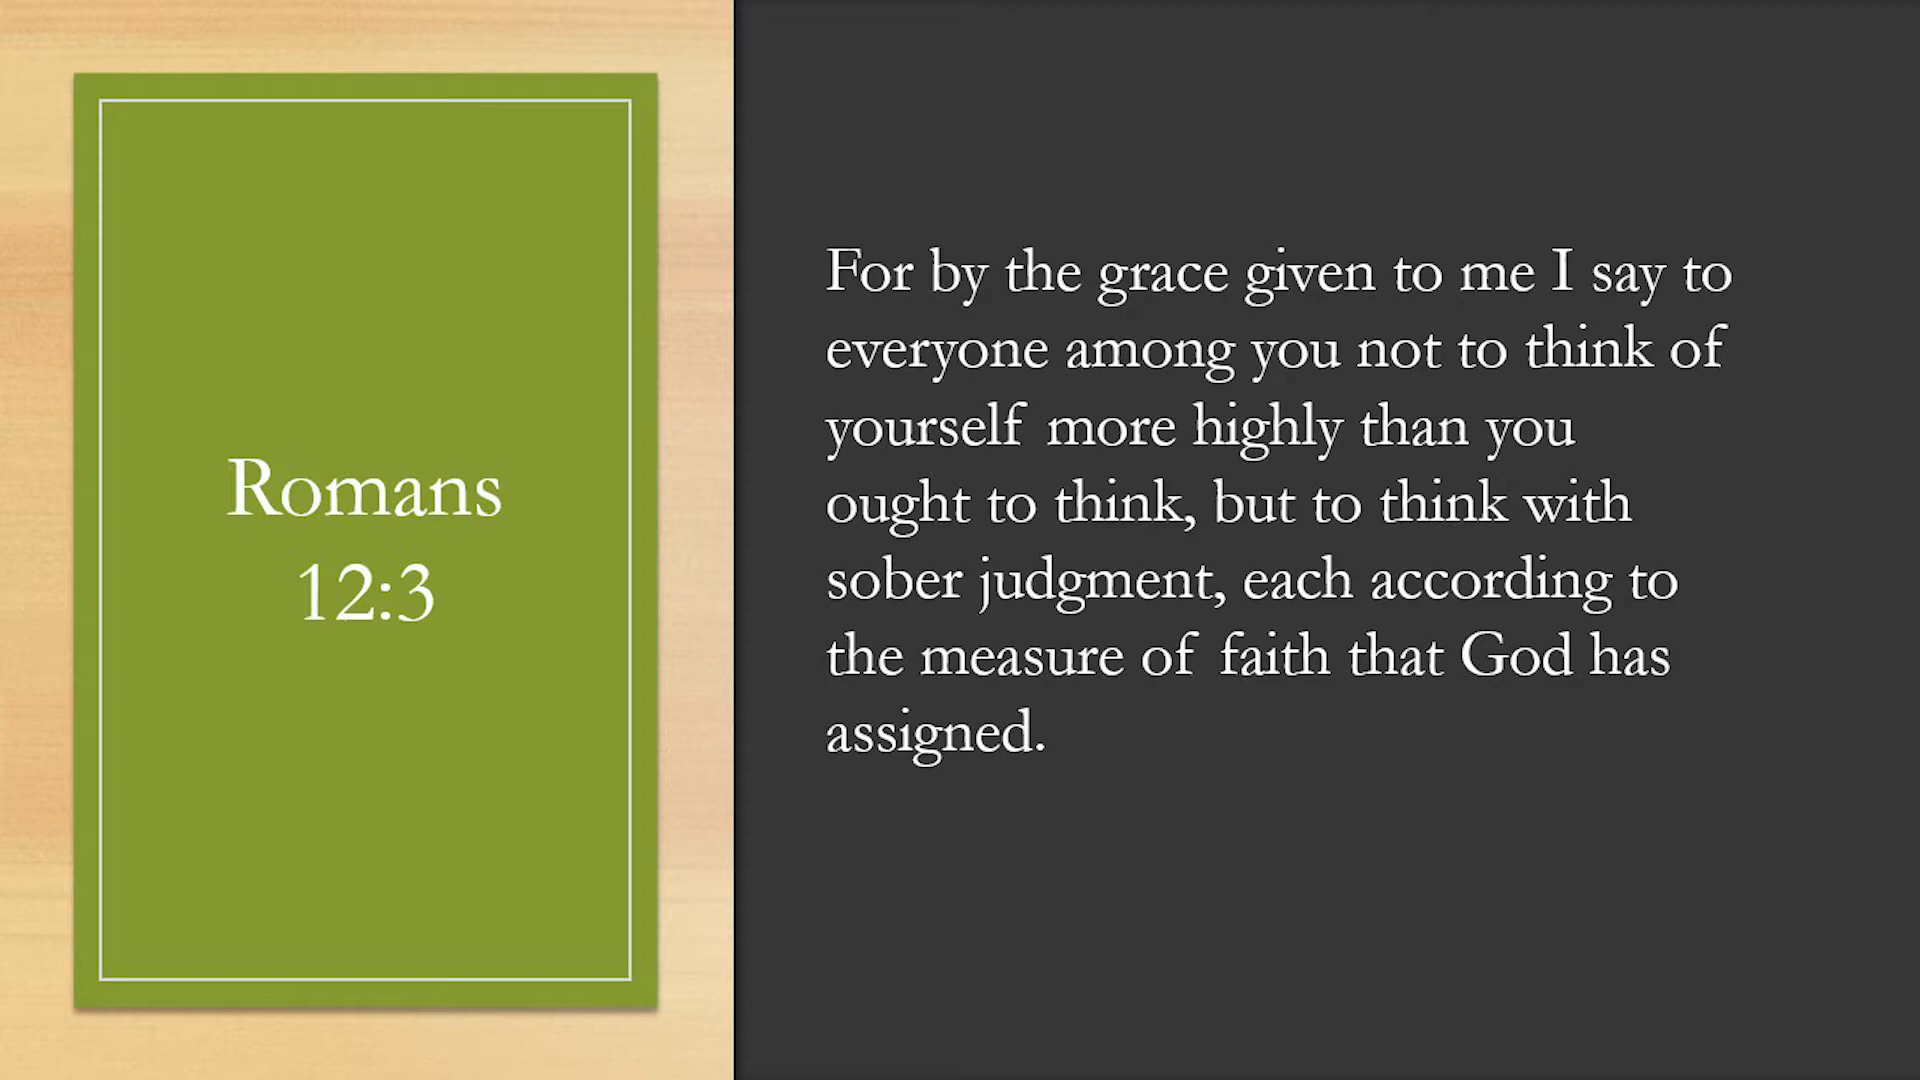 Romans
12:3
For by the grace given to me I say to
everyone among you not to think of
yourself more highly than you
ought to think, but to think with
sober judgment, each according to
the measure of faith that God has
assigned.